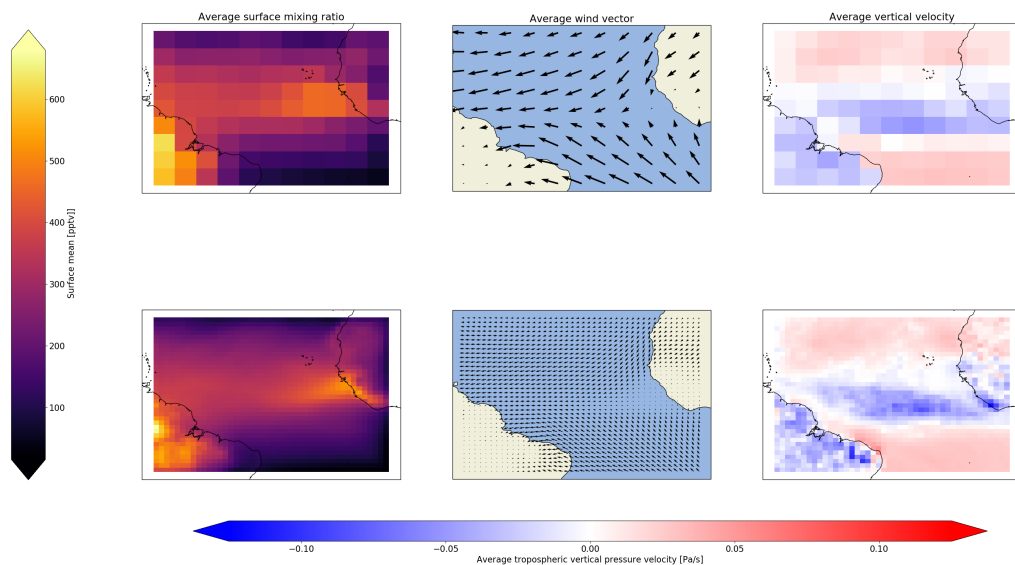 Average surface mixing ratio
Average wind vector
Average vertical velocity
600
500
400
300
200
100
Surface mean [pptv]
−0.10
−0.05
0.00
0.05
0.10
Average tropospheric vertical pressure velocity [Pa/s]